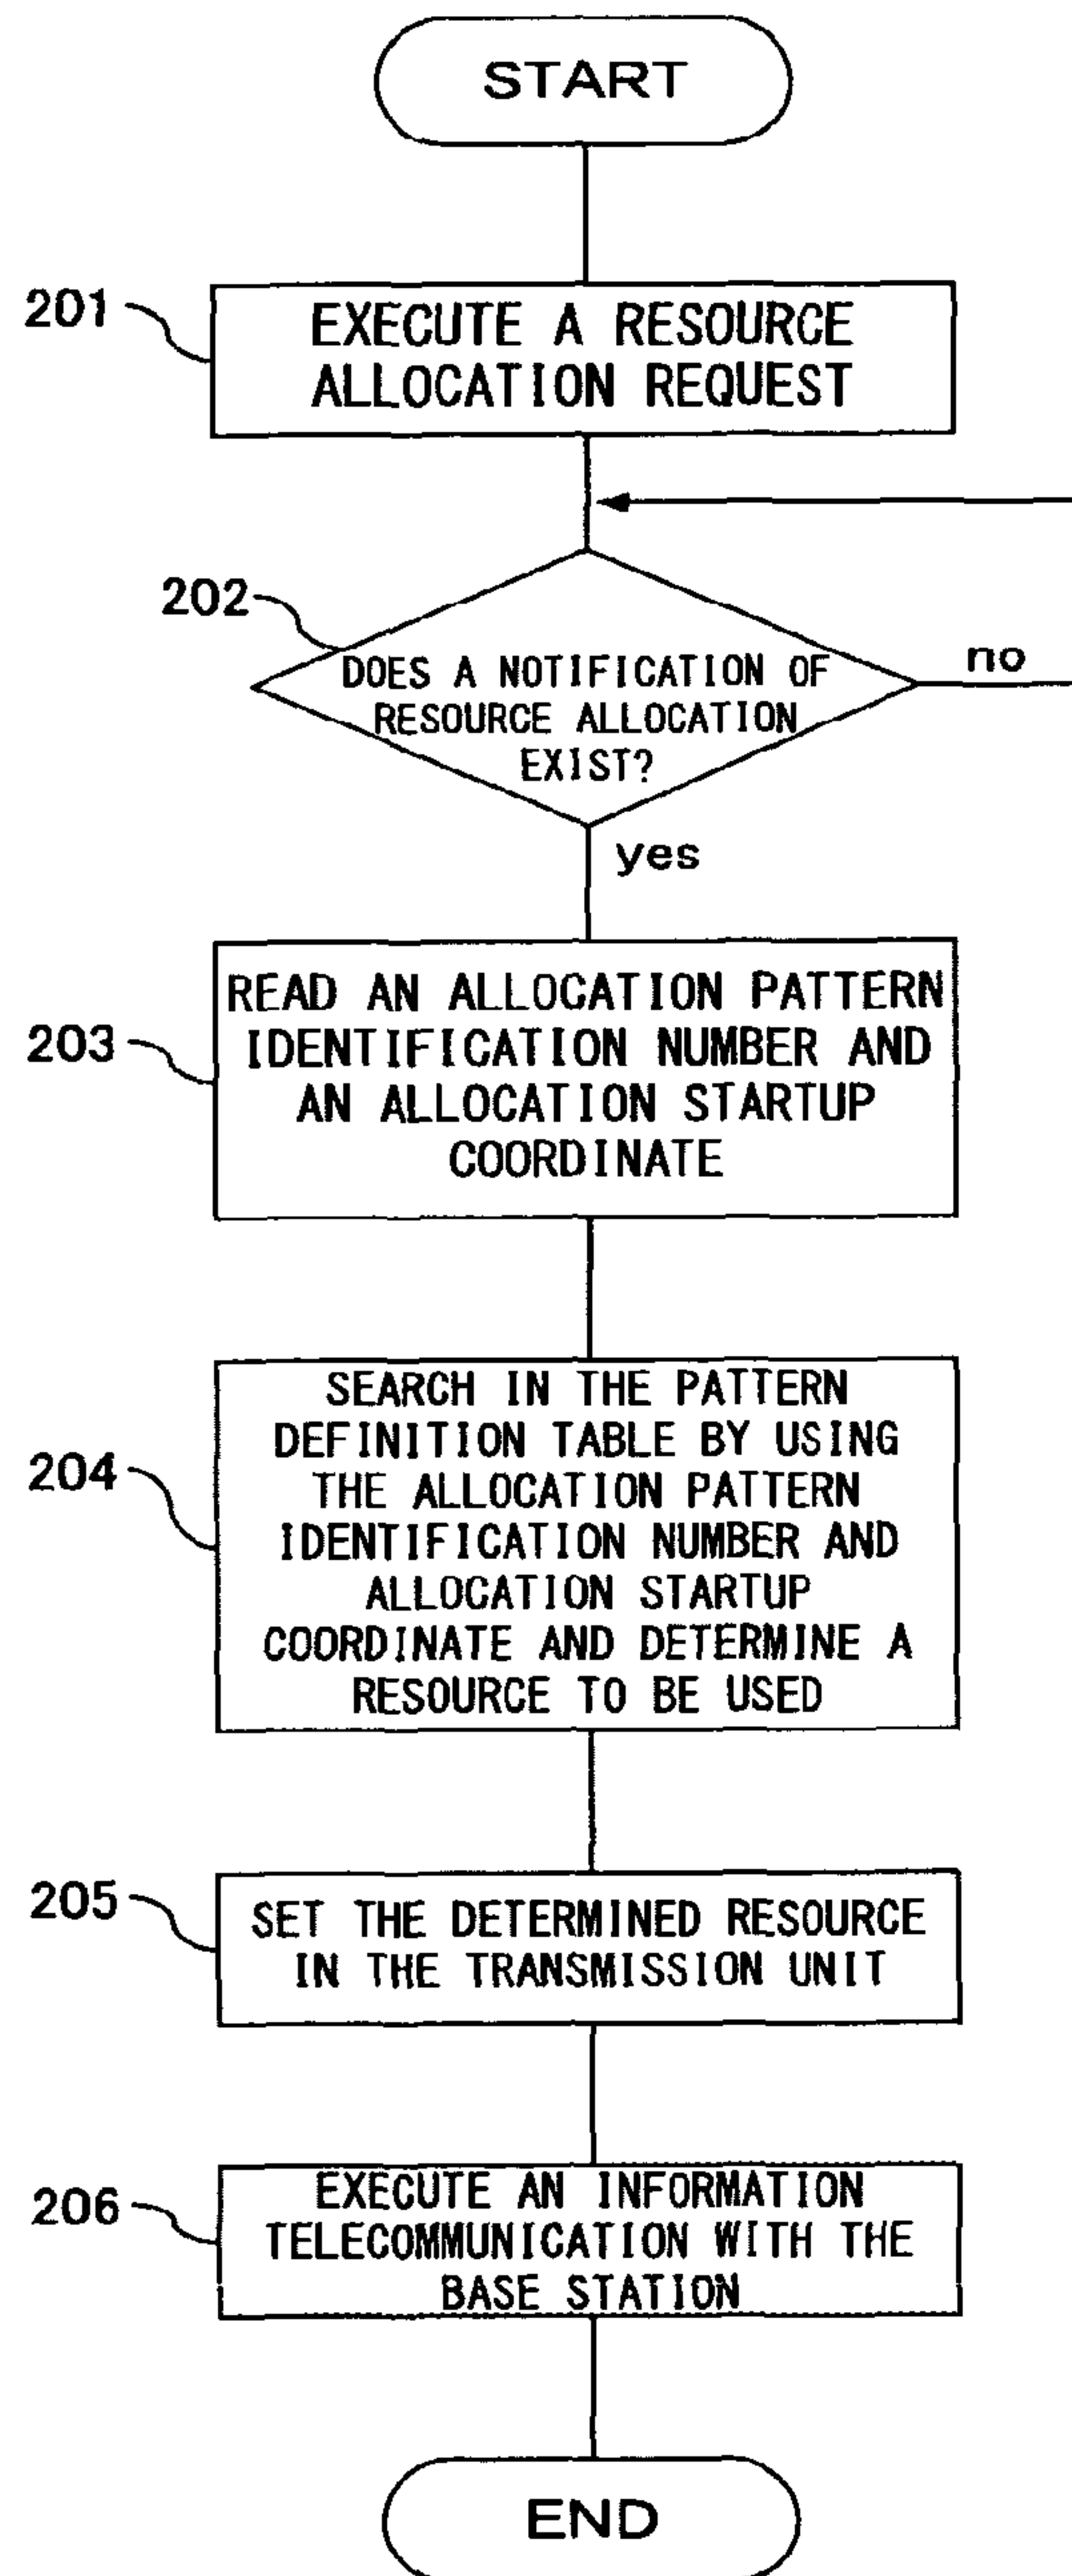 START
201
EXECUTE A RESOURCE
ALLOCATION REQUEST
202
DOES A NOTIFICATION OF
RESOURCE ALLOCATION
EXIST?
no
yes
203
READ AN ALLOCATION PATTERN
IDENTIFICATION NUMBER AND
AN ALLOCATION STARTUP
COORDINATE
204
SEARCH IN THE PATTERN
DEFINITION TABLE BY USING
THE ALLOCATION PATTERN
IDENTIFICATION NUMBER AND
ALLOCATION STARTUP
COORDINATE AND DETERMINE A
RESOURCE TO BE USED
205
SET THE DETERMINED RESOURCE
IN THE TRANSMISSION UNIT
206
EXECUTE AN INFORMATION
TELECOMMUNICATION WITH THE
BASE STATION
END